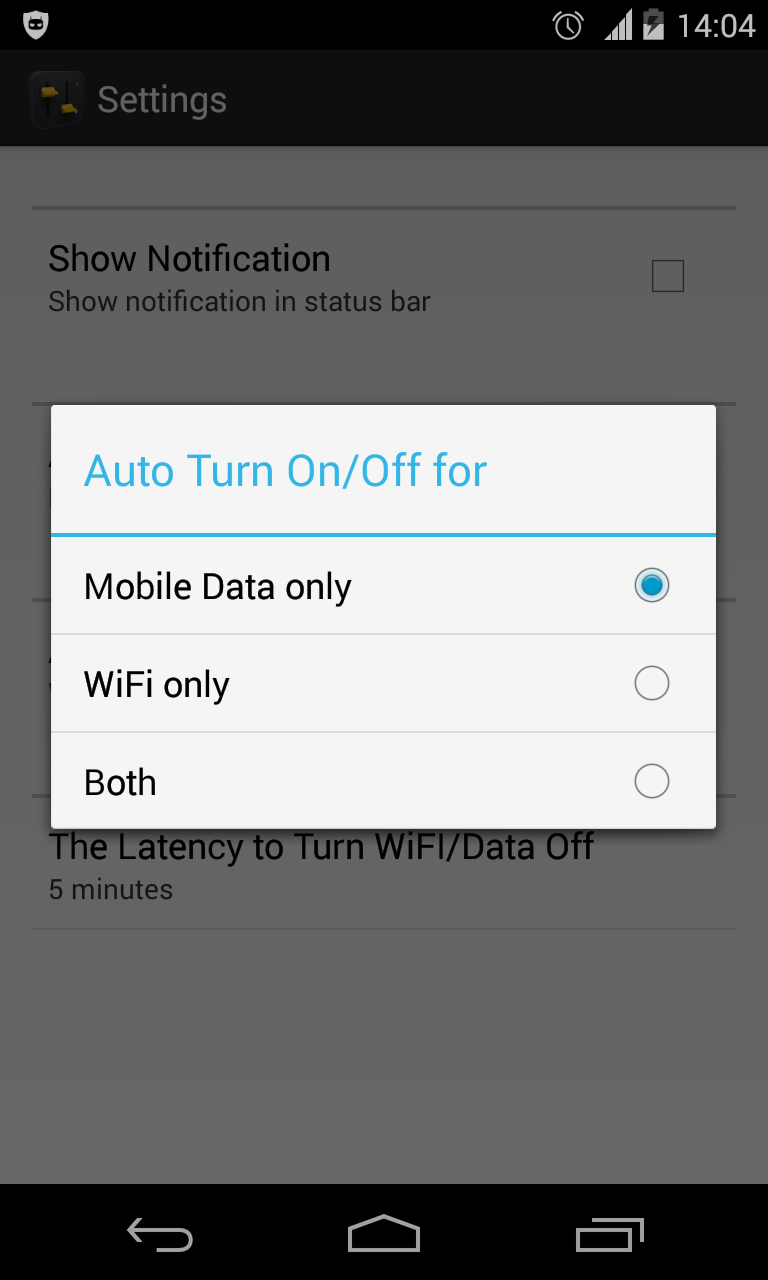 14:04
Settings
Show Notification
Show notification in status bar
Auto Turn On/Off for
Mobile Data only
WiFi only
Both
The Latency to Turn WiFI/Data Off
5 minutes